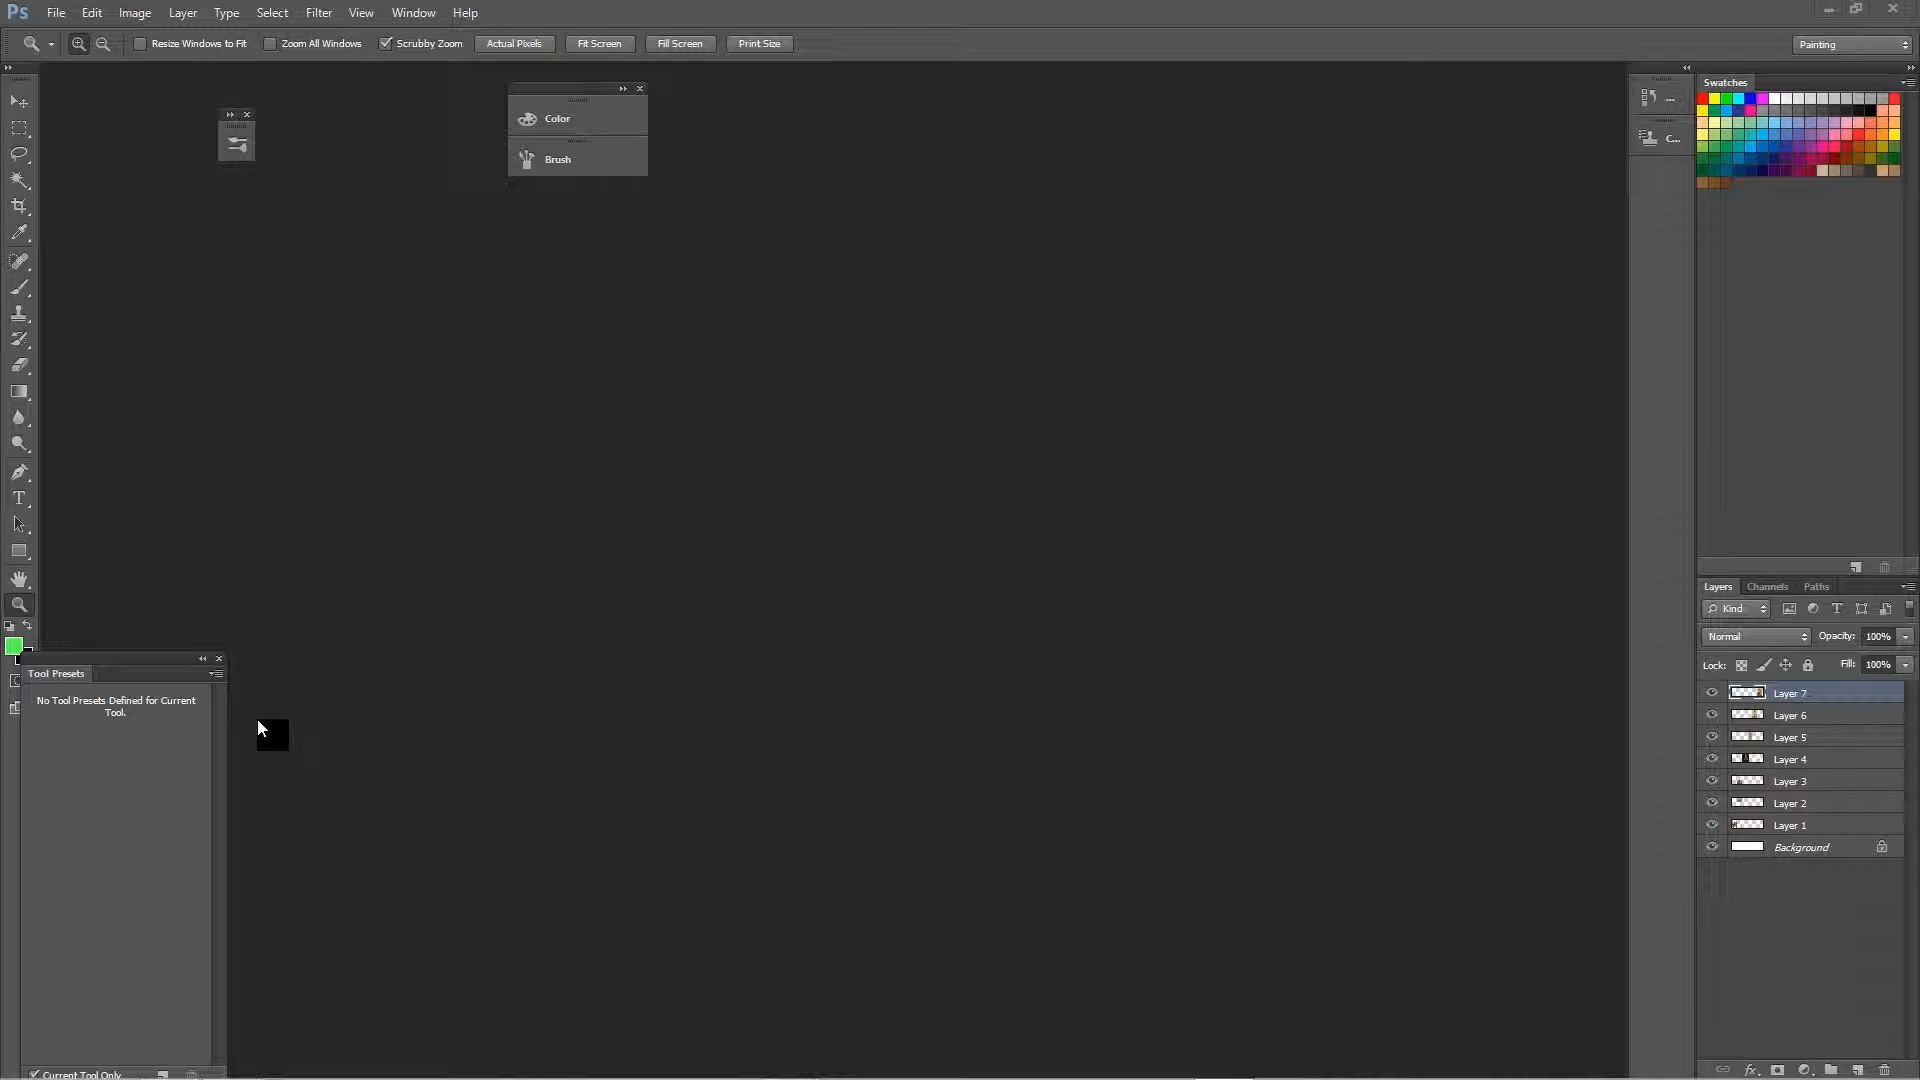 Ps File Edit Image Layer Type Select Filter View Window Help
Resize Windows to Fit Zoom All Windows Scrubby Zoom Actual Pixels Fit Screen Fill Screen Print Size Painting
Swatches
...
Color
C...
Brush
Layers Channels Paths
Kind
Normal Opacity: 100%
Lock: Fill: 100%
Tool Presets
No Tool Presets Defined for Current
Tool.
Layer 7
Layer 6
Layer 5
Layer 4
Layer 3
Layer 2
Layer 1
Background
Current Tool Only